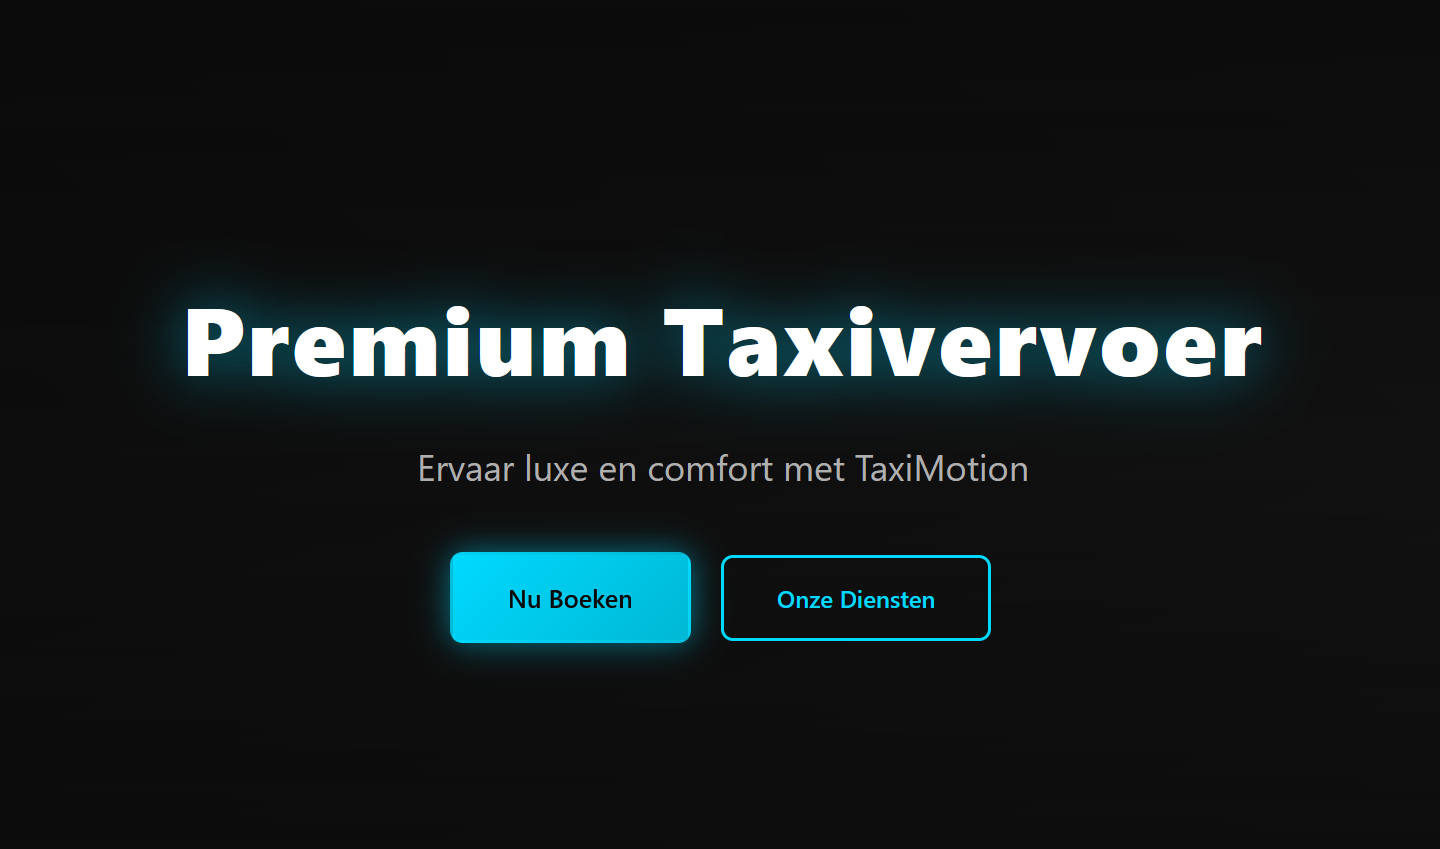 Premium Taxivervoer
Ervaar luxe en comfort met TaxiMotion
Nu Boeken
Onze Diensten